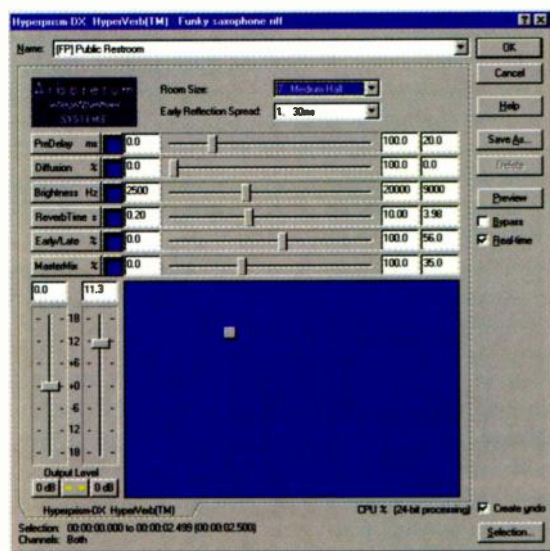 Hyperprism DX HyperVerb(TM) - Funky saxophone riff
Name: [FP] Public Restroom
OK
Cancel
Help
Save As...
Delete
Preview
Bypass
Real-time
Arboretum
SYSTEMS
Room Size: 7. Medium Hall
Early Reflection Spread: 1. 30ms
PreDelay ms 0.0 100.0 20.0
Diffusion % 0.0 100.0 0.0
Brightness Hz 2500 20000 9000
ReverbTime s 0.20 10.00 3.98
Early/Late % 0.0 100.0 56.0
MasterMix % 0.0 100.0 35.0
0.0 11.3
- 18 -
- 12 -
+6
+0
- 6 -
- 12 -
- 18 -
Output Level
0 dB 0 dB
Hyperprism-DX HyperVerb(TM)
CPU % (24-bit processing)
Create undo
Selection: 00:00:00.000 to 00:00:02.499 (00:00:02.500)
Channels: Both
Selection...